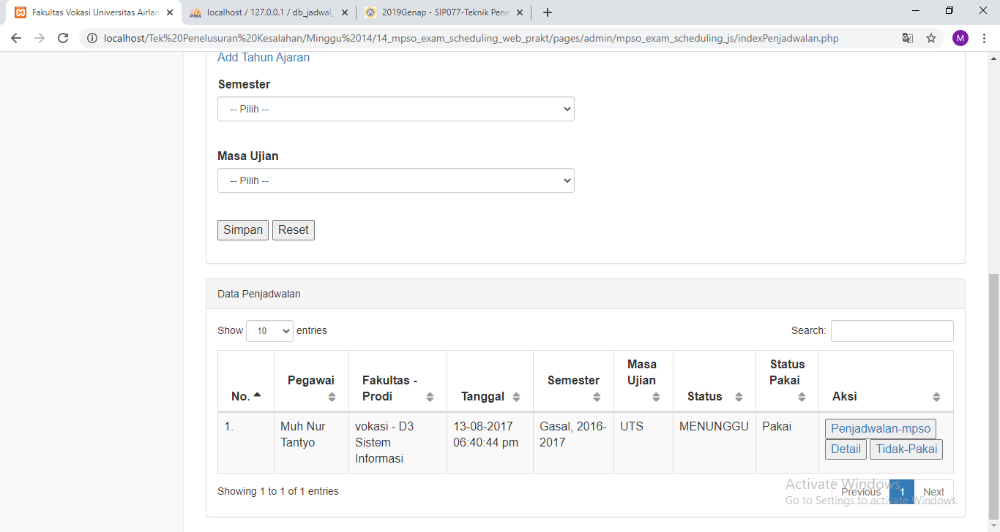 Fakultas Vokasi Universitas Airlan
localhost / 127.0.0.1 / db_jadwal_
2019Genap - SIP077-Teknik Pene
localhost/Tek%20Penelusuran%20Kesalahan/Minggu%2014/14_mpso_exam_scheduling_web_prakt/pages/admin/mpso_exam_scheduling_js/indexPenjadwalan.php
M
Add Tahun Ajaran
Semester
-- Pilih --
Masa Ujian
-- Pilih --
Simpan Reset
Data Penjadwalan
Show 10 entries
Search:
No. Pegawai Fakultas - Prodi Tanggal Semester Masa Ujian Status Status Pakai Aksi
1. Muh Nur Tantyo vokasi - D3 Sistem Informasi 13-08-2017 06:40:44 pm Gasal, 2016-2017 UTS MENUNGGU Pakai Penjadwalan-mpso
Detail Tidak-Pakai
Showing 1 to 1 of 1 entries
Previous 1 Next
Activate Windows
Go to Settings to activate Windows.